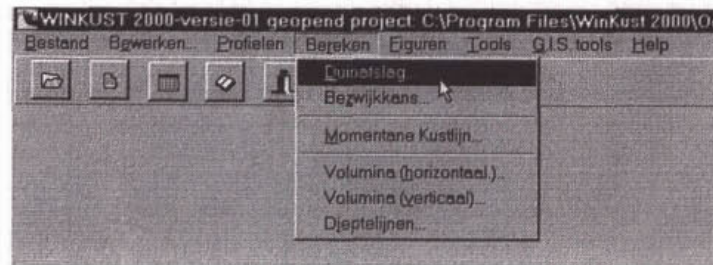 WINKUST 2000-versie-01 geopend project: C:\Program Files\WinKust 2000\O
Bestand Bewerken... Profielen Bereken Figuren Tools G.I.S. tools Help
Duinafslag...
Bezwijkkans...
Momentane Kustlijn...
Volumina (horizontaal.)...
Volumina (verticaal)...
Dieptelijnen...